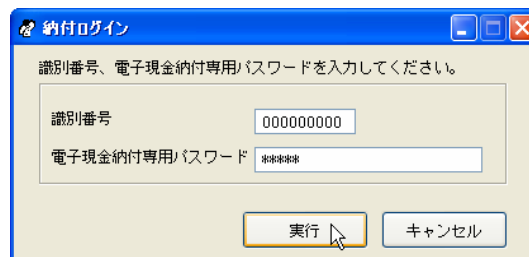 納付ログイン
識別番号、電子現金納付専用パスワードを入力してください。
識別番号 000000000
電子現金納付専用パスワード *****
実行 キャンセル